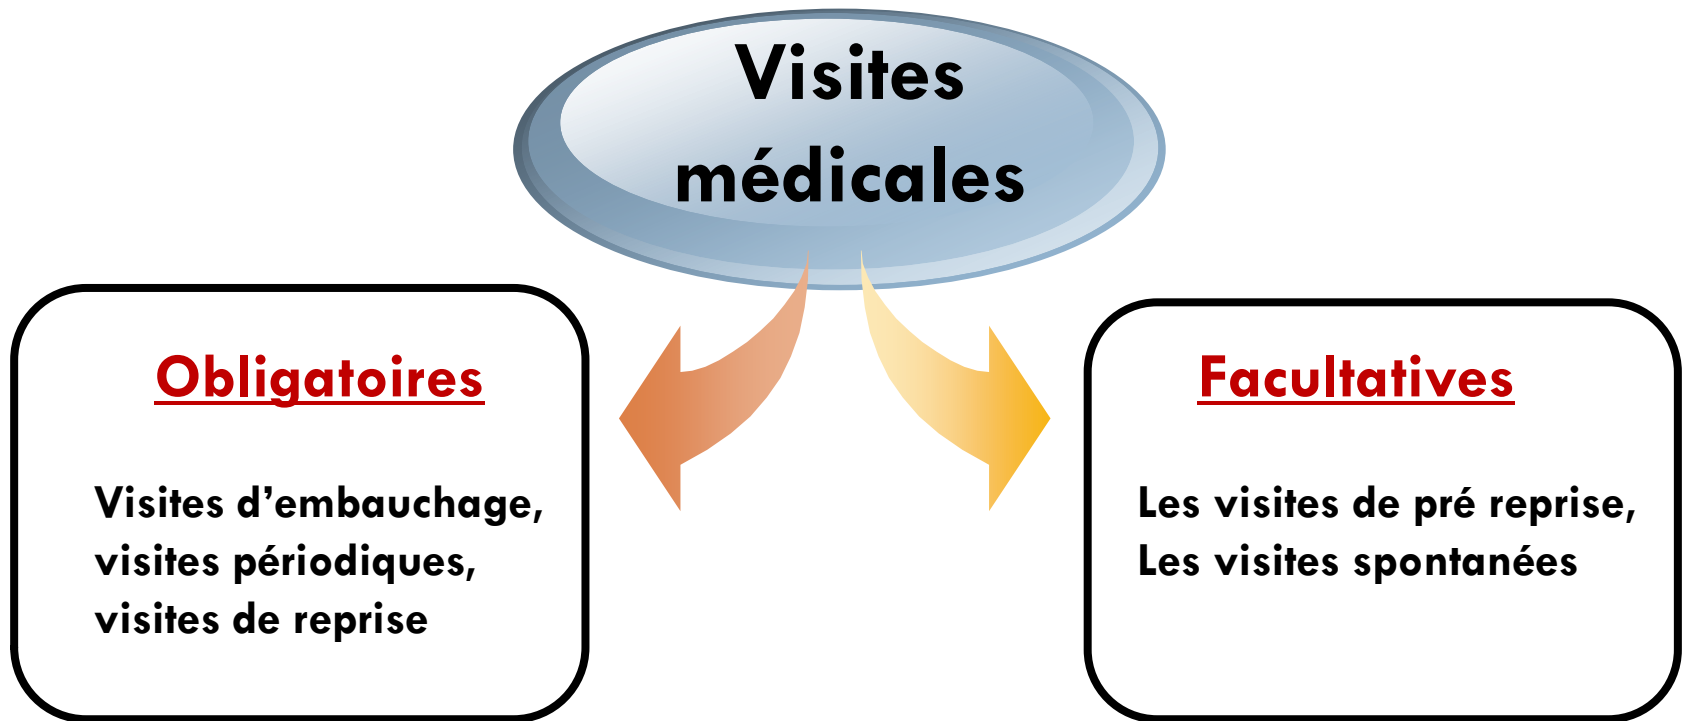 Visites
médicales
Obligatoires
Visites d’embauchage,
visites périodiques,
visites de reprise
Facultatives
Les visites de pré reprise,
Les visites spontanées